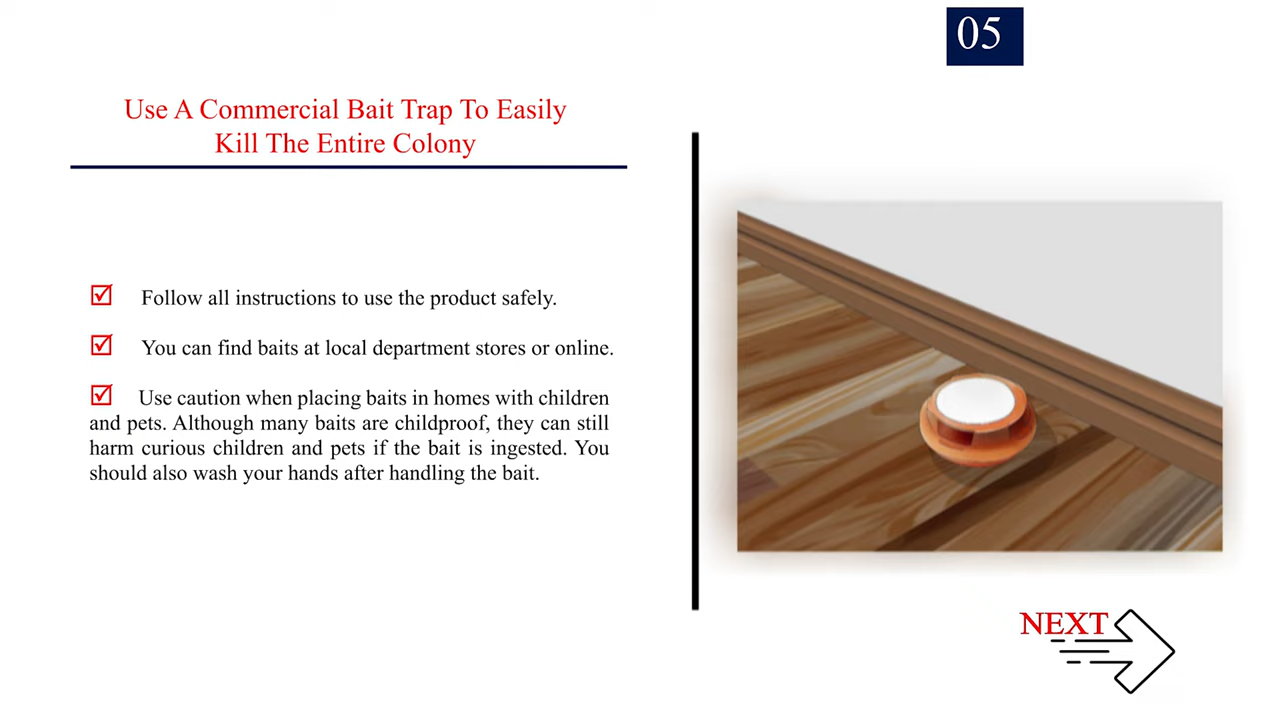 05
Use A Commercial Bait Trap To Easily
Kill The Entire Colony
Follow all instructions to use the product safely.
You can find baits at local department stores or online.
Use caution when placing baits in homes with children
and pets. Although many baits are childproof, they can still
harm curious children and pets if the bait is ingested. You
should also wash your hands after handling the bait.
NEXT